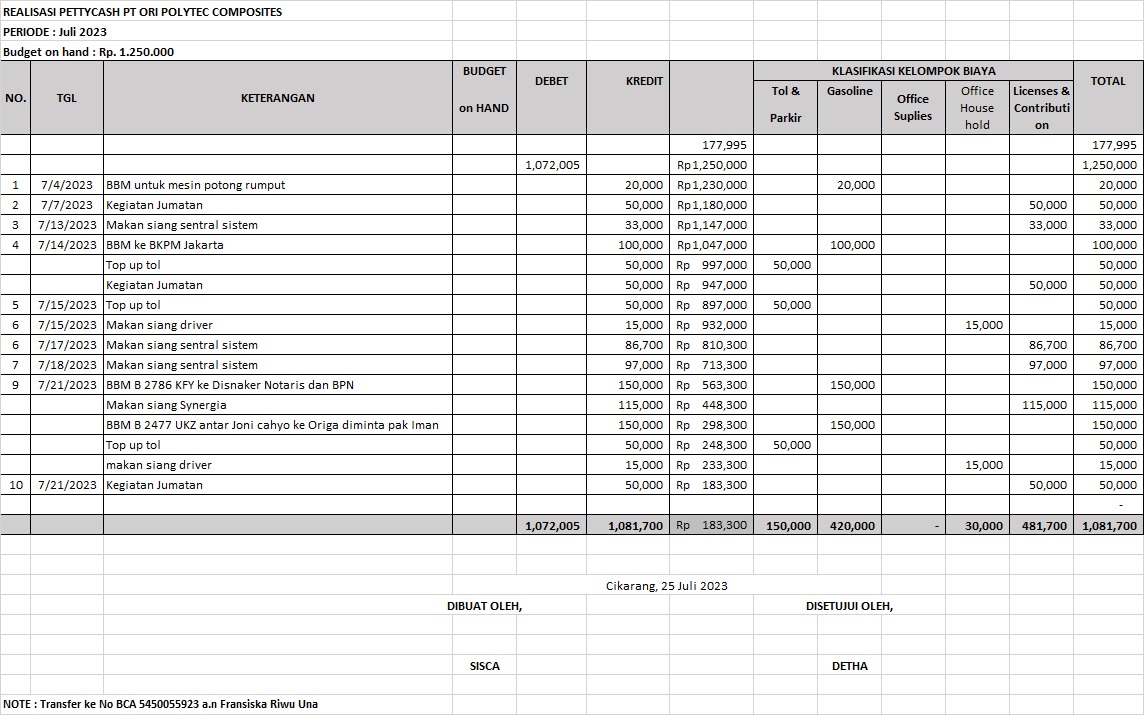 REALISASI PETTYCASH PT ORI POLYTEC COMPOSITES
PERIODE : Juli 2023
Budget on hand : Rp. 1.250.000
NO. TGL KETERANGAN BUDGET on HAND DEBET KREDIT KLASIFIKASI KELOMPOK BIAYA TOTAL
Tol & Parkir Gasoline Office Suplies Office House hold Licenses & Contributi on
177,995 177,995
1,072,005 Rp1,250,000 1,250,000
1 7/4/2023 BBM untuk mesin potong rumput 20,000 Rp1,230,000 20,000 20,000
2 7/7/2023 Kegiatan Jumatan 50,000 Rp1,180,000 50,000 50,000
3 7/13/2023 Makan siang sentral sistem 33,000 Rp1,147,000 33,000 33,000
4 7/14/2023 BBM ke BKPM Jakarta 100,000 Rp1,047,000 100,000 100,000
Top up tol 50,000 Rp 997,000 50,000 50,000
Kegiatan Jumatan 50,000 Rp 947,000 50,000 50,000
5 7/15/2023 Top up tol 50,000 Rp 897,000 50,000 50,000
6 7/15/2023 Makan siang driver 15,000 Rp 932,000 15,000 15,000
6 7/17/2023 Makan siang sentral sistem 86,700 Rp 810,300 86,700 86,700
7 7/18/2023 Makan siang sentral sistem 97,000 Rp 713,300 97,000 97,000
9 7/21/2023 BBM B 2786 KFY ke Disnaker Notaris dan BPN 150,000 Rp 563,300 150,000 150,000
Makan siang Synergia 115,000 Rp 448,300 115,000 115,000
BBM B 2477 UKZ antar Joni cahyo ke Origa diminta pak Iman 150,000 Rp 298,300 150,000 150,000
Top up tol 50,000 Rp 248,300 50,000 50,000
makan siang driver 15,000 Rp 233,300 15,000 15,000
10 7/21/2023 Kegiatan Jumatan 50,000 Rp 183,300 50,000 50,000
-
1,072,005 1,081,700 Rp 183,300 150,000 420,000 - 30,000 481,700 1,081,700
Cikarang, 25 Juli 2023
DIBUAT OLEH, DISETUJUI OLEH,
SISCA DETHA
NOTE : Transfer ke No BCA 5450055923 a.n Fransiska Riwu Una